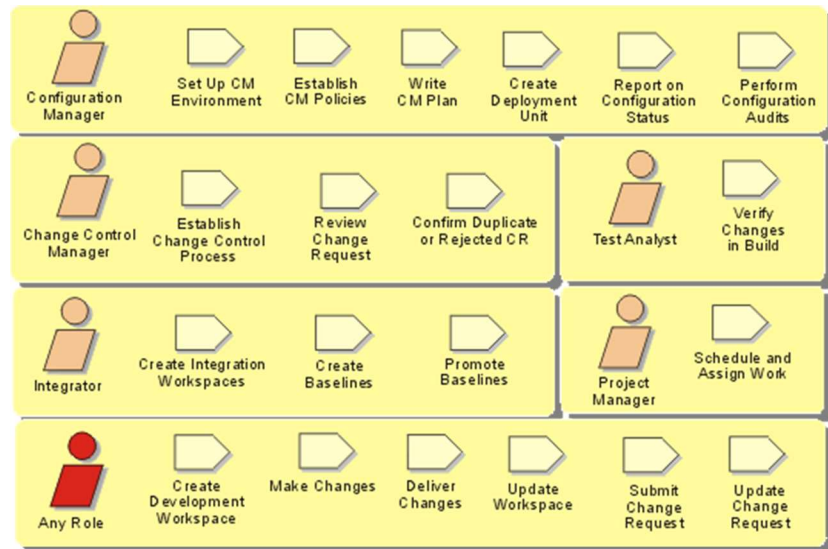 Configuration
Manager
Set Up CM
Environment
Establish
CM Policies
Write
CM Plan
Create
Deployment
Unit
Report on
Configuration
Status
Perform
Configuration
Audits
Change Control
Manager
Establish
Change Control
Process
Review
Change
Request
Confirm Duplicate
or Rejected CR
Test Analyst
Verify
Changes
in Build
Integrator
Create Integration
Workspaces
Create
Baselines
Promote
Baselines
Project
Manager
Schedule and
Assign Work
Any Role
Create
Development
Workspace
Make Changes
Deliver
Changes
Update
Workspace
Submit
Change
Request
Update
Change
Request